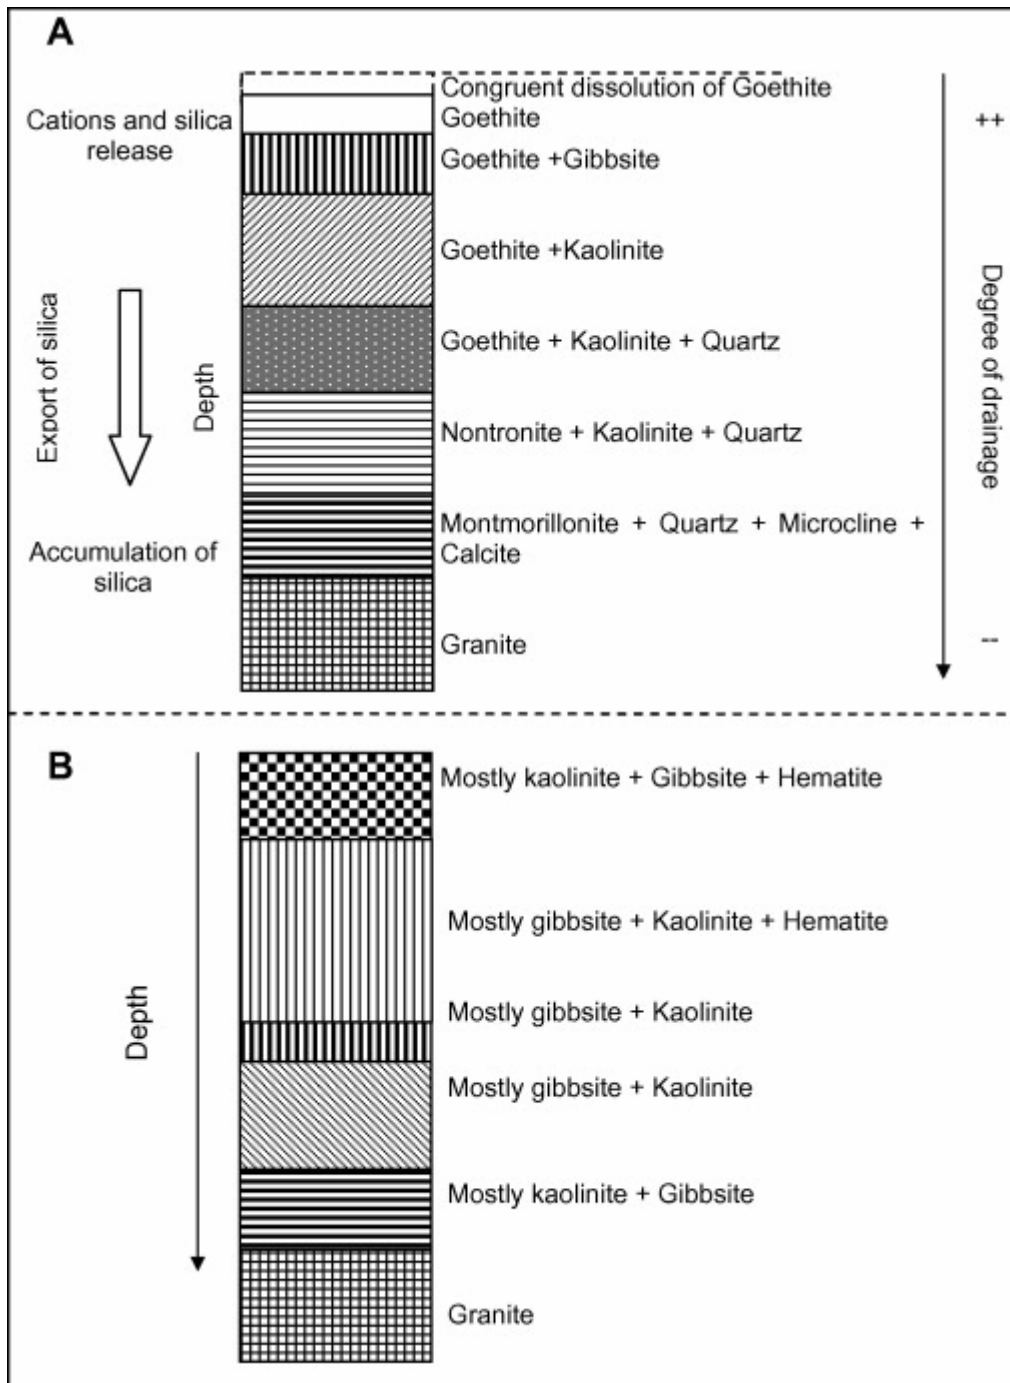 A
Congruent dissolution of Goethite
Goethite
Cations and silica
release
++
Goethite +Gibbsite
Goethite +Kaolinite
Export of silica
Depth
Goethite + Kaolinite + Quartz
Degree of drainage
Nontronite + Kaolinite + Quartz
Montmorillonite + Quartz + Microcline +
Calcite
Accumulation of
silica
Granite
--
B
Mostly kaolinite + Gibbsite + Hematite
Mostly gibbsite + Kaolinite + Hematite
Depth
Mostly gibbsite + Kaolinite
Mostly gibbsite + Kaolinite
Mostly kaolinite + Gibbsite
Granite